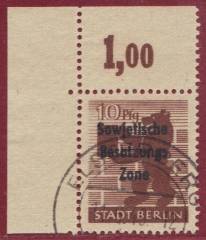 1,00
10 Pfg
Sowjetische
Besatzungs
Zone
STADT BERLIN